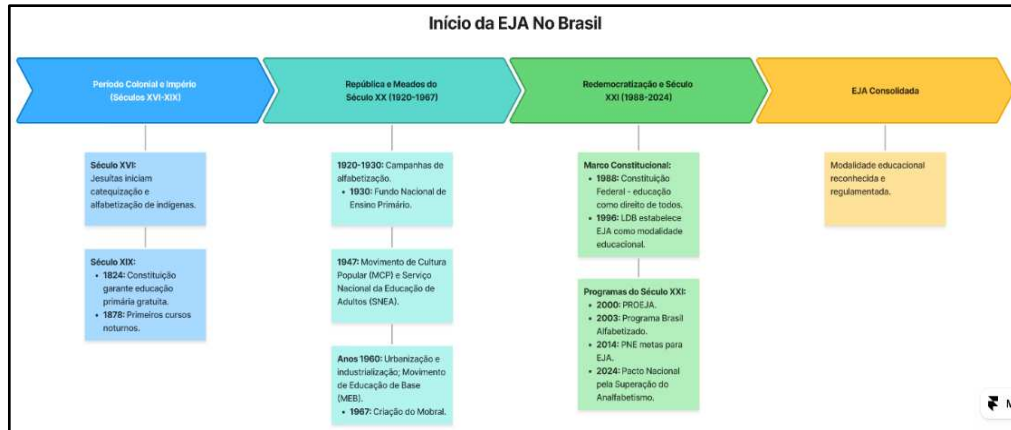 Início da EJA No Brasil
Período Colonial e Império
(Séculos XVI-XIX)
República e Meados do
Século XX (1920-1967)
Redemocratização e Século
XXI (1988-2024)
EJA Consolidada
Século XVI:
Jesuítas iniciam
catequização e
alfabetização de indígenas.
Século XIX:
• 1824: Constituição
garante educação
primária gratuita.
• 1878: Primeiros cursos
noturnos.
1920-1930: Campanhas de
alfabetização.
• 1930: Fundo Nacional de
Ensino Primário.
1947: Movimento de Cultura
Popular (MCP) e Serviço
Nacional da Educação de
Adultos (SNEA).
Anos 1960: Urbanização e
industrialização; Movimento
de Educação de Base
(MEB).
• 1967: Criação do Mobral.
Marco Constitucional:
• 1988: Constituição
Federal - educação
como direito de todos.
• 1996: LDB estabelece
EJA como modalidade
educacional.
Programas do Século XXI:
• 2000: PROEJA.
• 2003: Programa Brasil
Alfabetizado.
• 2014: PNE metas para
EJA.
• 2024: Pacto Nacional
pela Superação do
Analfabetismo.
Modalidade educacional
reconhecida e
regulamentada.
M